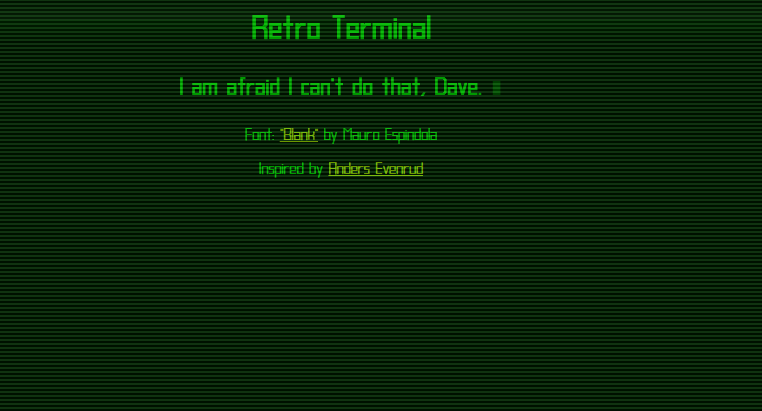 Retro Terminal
I am afraid I can't do that, Dave.
Font: "Blank" by Mauro Espindola
Inspired by Anders Evenrud